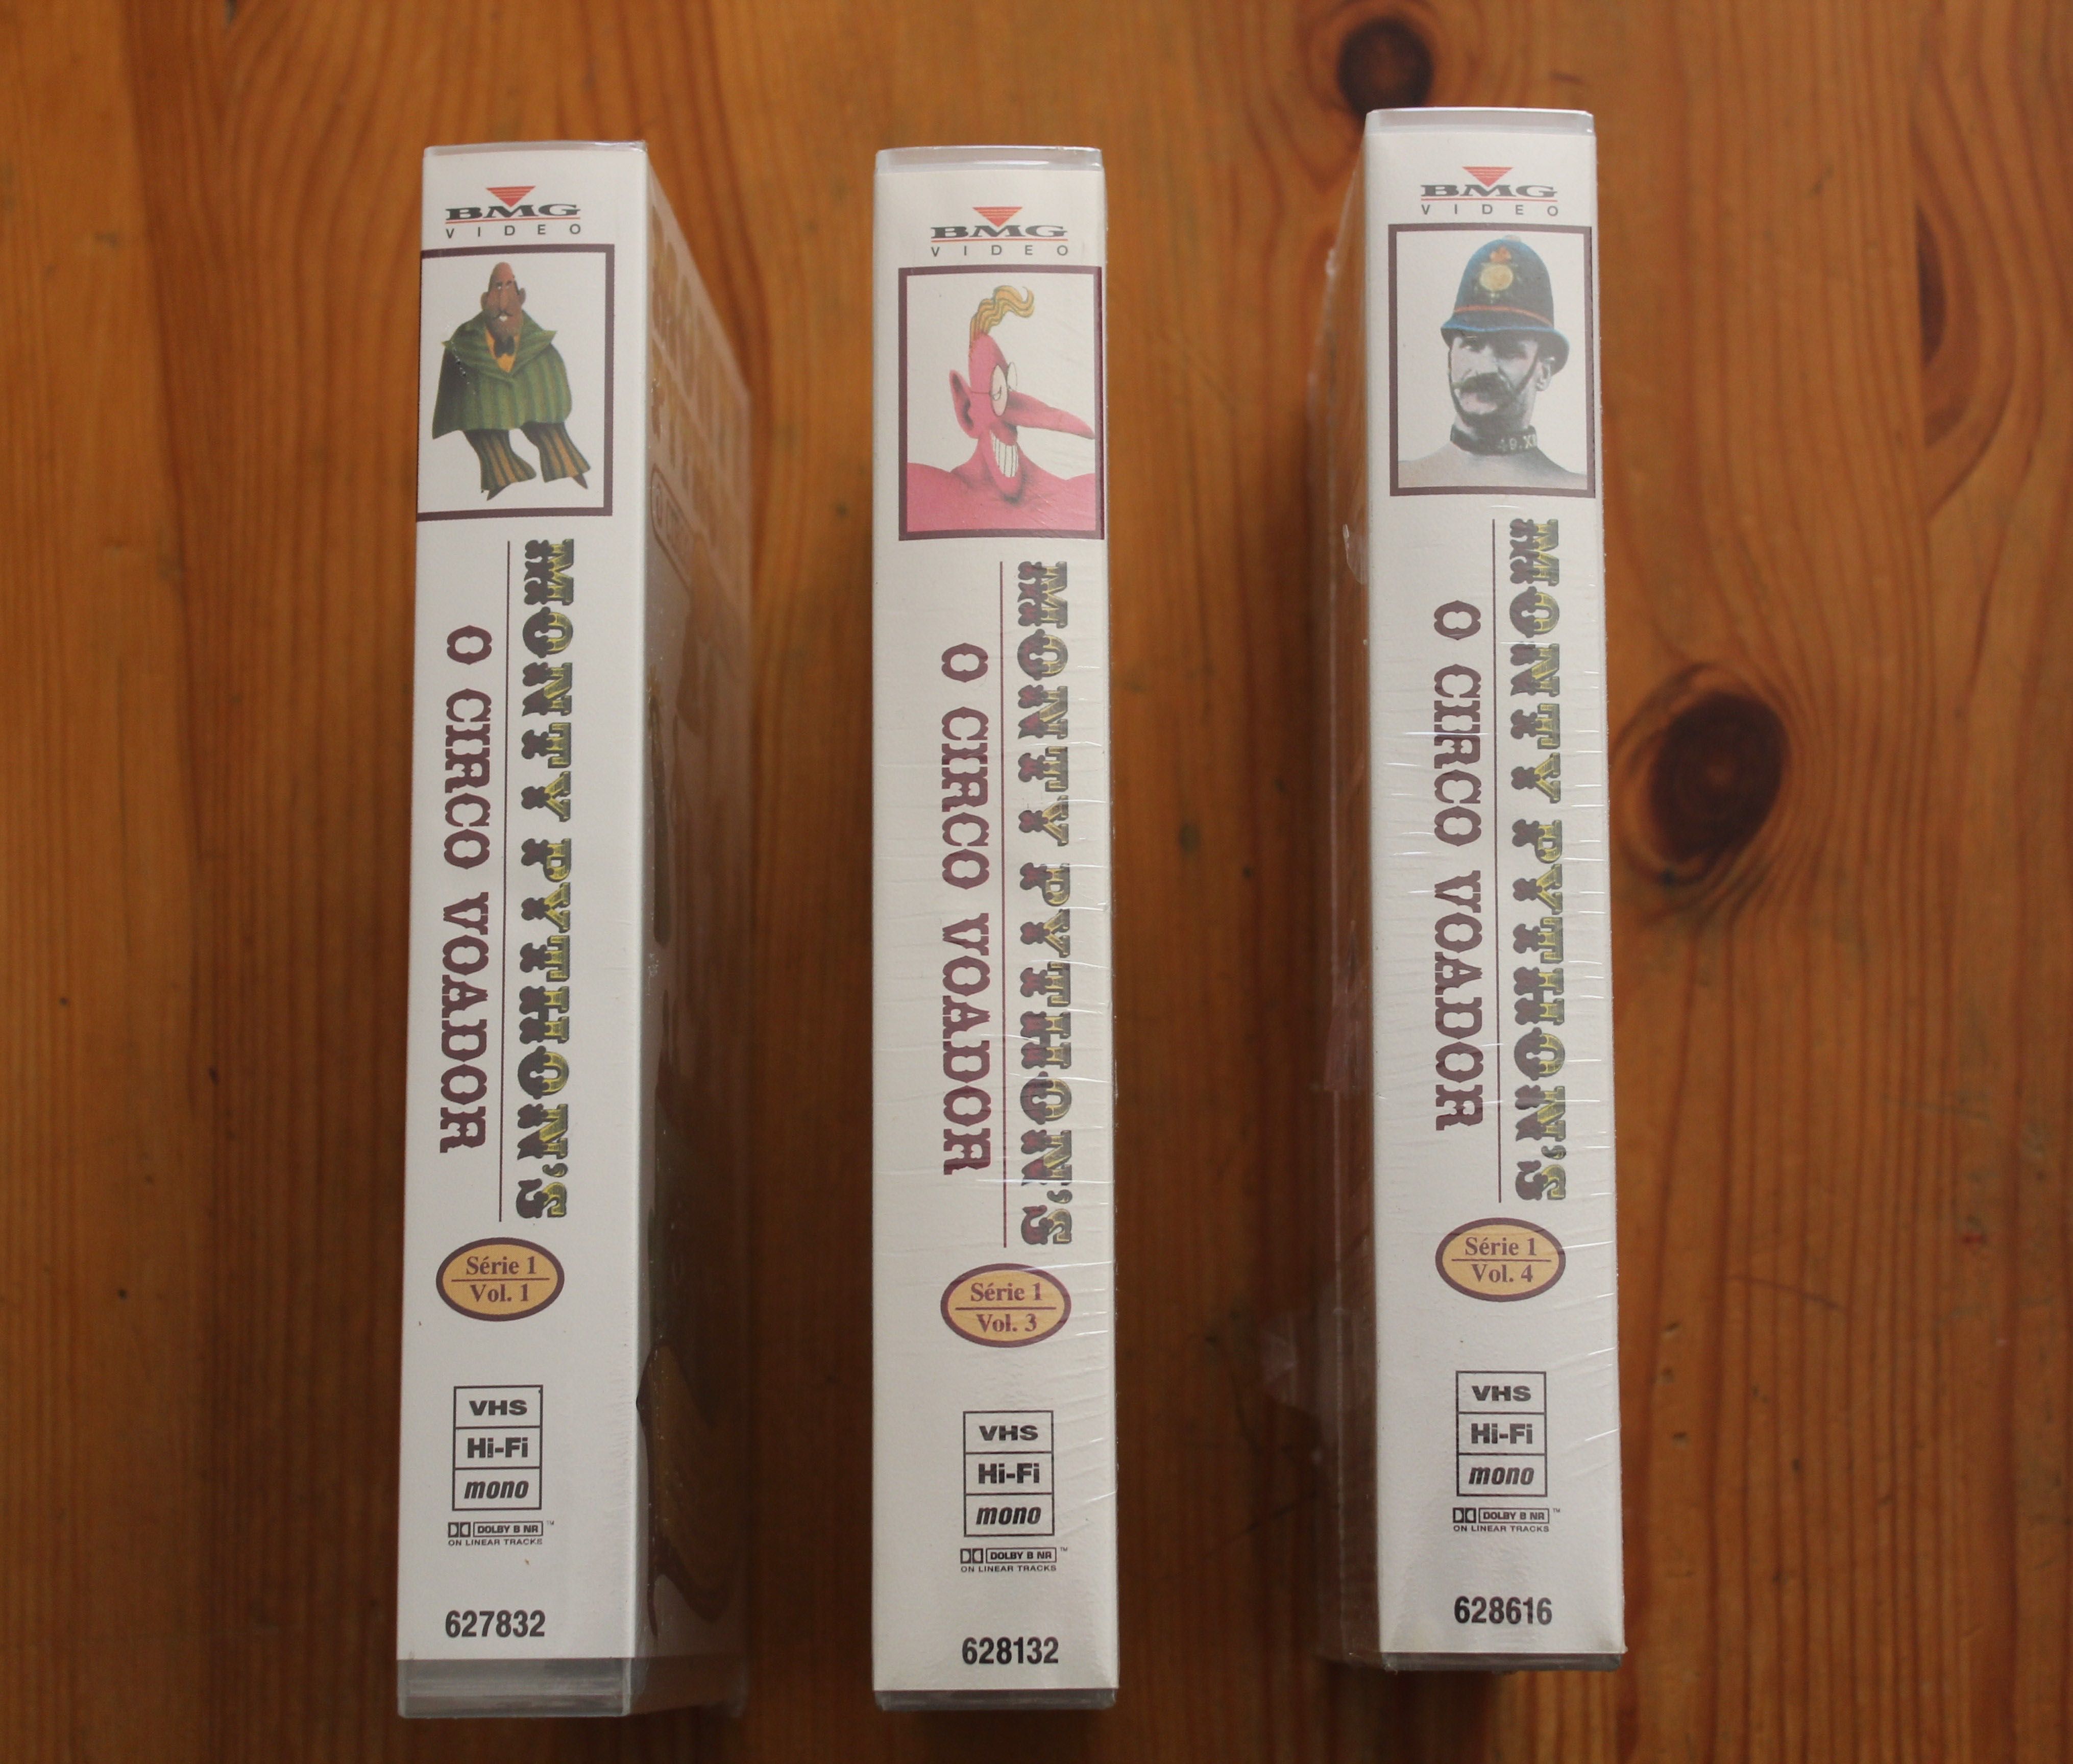 BMG
VIDEO
MONTY PYTHON'S
O CIRCO VOADOR
Série 1
Vol. 1
VHS
Hi-Fi
mono
DOLBY B NR ™
ON LINEAR TRACKS
627832
BMG
VIDEO
MONTY PYTHON'S
O CIRCO VOADOR
Série 1
Vol. 3
VHS
Hi-Fi
mono
DOLBY B NR ™
ON LINEAR TRACKS
628132
BMG
VIDEO
MONTY PYTHON'S
O CIRCO VOADOR
Série 1
Vol. 4
VHS
Hi-Fi
mono
DOLBY B NR ™
ON LINEAR TRACKS
628616